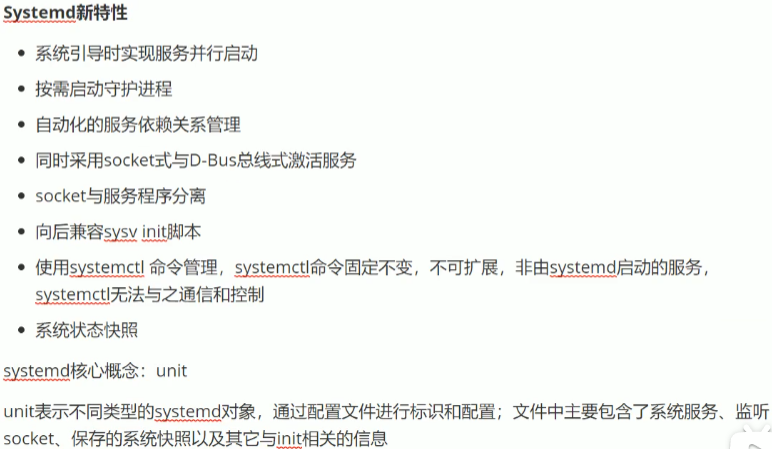 Systemd新特性
系统引导时实现服务并行启动
按需启动守护进程
自动化的服务依赖关系管理
同时采用socket式与D-Bus总线式激活服务
socket与服务程序分离
向后兼容sysv init脚本
使用systemctl 命令管理，systemctl命令固定不变，不可扩展，非由systemd启动的服务，
systemctl无法与之通信和控制
系统状态快照
systemd核心概念：unit
unit表示不同类型的systemd对象，通过配置文件进行标识和配置；文件中主要包含了系统服务、监听
socket、保存的系统快照以及其它与init相关的信息